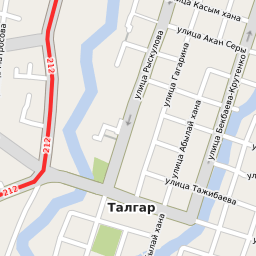 улица Касым хана
улица Акан Серы
улица Рыскулова
улица Гагарина
улица Абылай хана
улица Бекбаева-Крутенко
улица Тажибаева
Талгар
212
212
212